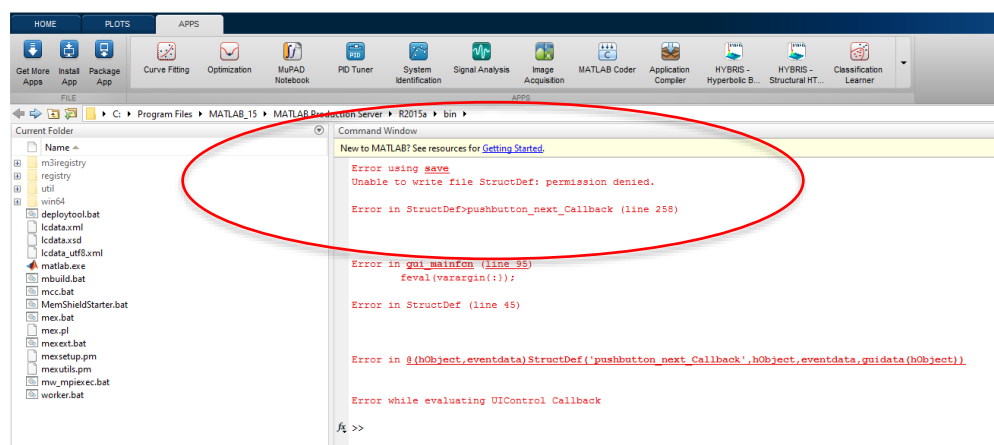 HOME PLOTS APPS
Get More Apps
Install App
Package App
Curve Fitting
Optimization
MuPAD Notebook
PID
PID Tuner
System Identification
Signal Analysis
Image Acquisition
C
MATLAB Coder
Application Compiler
HYBRIS - Hyperbolic B...
HYBRIS - Structural HT...
Classification Learner
FILE
APPS
C: ▸ Program Files ▸ MATLAB_15 ▸ MATLAB Production Server ▸ R2015a ▸ bin ▸
Current Folder
Name
m3iregistry
registry
util
win64
deploytool.bat
lcdata.xml
lcdata.xsd
lcdata_utf8.xml
matlab.exe
mbuild.bat
mcc.bat
MemShieldStarter.bat
mex.bat
mex.pl
mexext.bat
mexsetup.pm
mexutils.pm
mw_mpiexec.bat
worker.bat
Command Window
New to MATLAB? See resources for Getting Started.
Error using save
Unable to write file StructDef: permission denied.
Error in StructDef>pushbutton_next_Callback (line 258)
Error in gui_mainfcn (line 95)
feval(varargin{:});
Error in StructDef (line 45)
Error in @(hObject,eventdata)StructDef('pushbutton_next_Callback',hObject,eventdata,guidata(hObject))
Error while evaluating UIControl Callback
fx >>